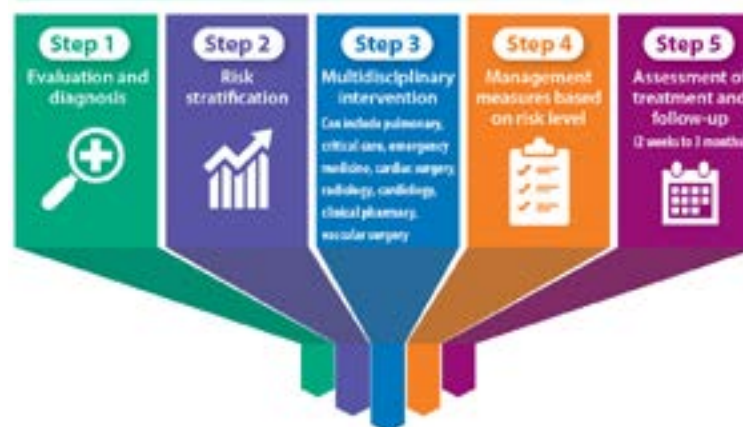 Step 1
Evaluation and
diagnosis
Step 2
Risk
stratification
Step 3
Multidisciplinary
intervention
Can include pulmonary,
critical care, emergency
medicine, cardiac surgery,
radiology, cardiology,
clinical pharmacy,
vascular surgery
Step 4
Management
measures based
on risk level
Step 5
Assessment of
treatment and
follow-up
(2 weeks to 3 months)